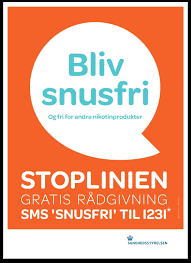 Bliv
snusfri
Og fri for andre nikotinprodukter
STOPLINIEN
GRATIS RÅDGIVNING
SMS 'SNUSFRI' TIL 1231*
SUNDHEDSSTYRELSEN